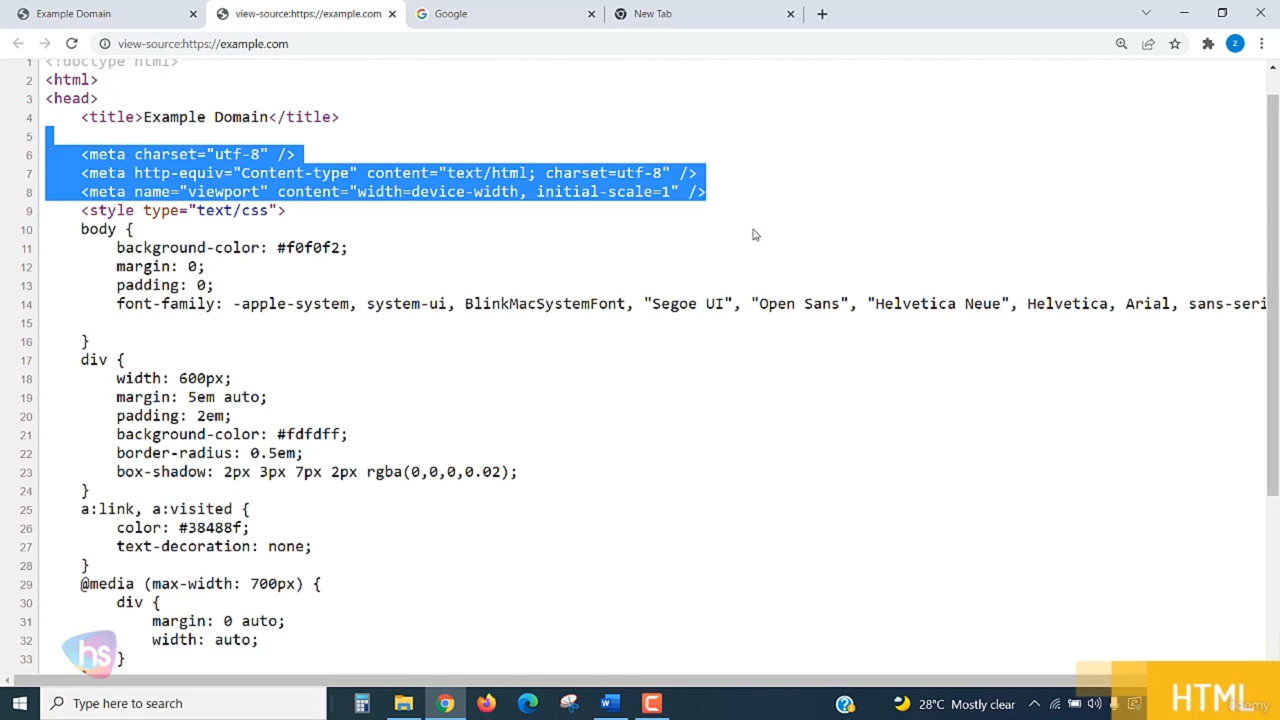 Example Domain
view-source:https://example.com
Google
New Tab
view-source:https://example.com
z
1 <!doctype html>
2 <html>
3 <head>
4 <title>Example Domain</title>
5
6 <meta charset="utf-8" />
7 <meta http-equiv="Content-type" content="text/html; charset=utf-8" />
8 <meta name="viewport" content="width=device-width, initial-scale=1" />
9 <style type="text/css">
10 body {
11 background-color: #f0f0f2;
12 margin: 0;
13 padding: 0;
14 font-family: -apple-system, system-ui, BlinkMacSystemFont, "Segoe UI", "Open Sans", "Helvetica Neue", Helvetica, Arial, sans-seri
15
16 }
17 div {
18 width: 600px;
19 margin: 5em auto;
20 padding: 2em;
21 background-color: #fdfdff;
22 border-radius: 0.5em;
23 box-shadow: 2px 3px 7px 2px rgba(0,0,0,0.02);
24 }
25 a:link, a:visited {
26 color: #38488f;
27 text-decoration: none;
28 }
29 @media (max-width: 700px) {
30 div {
31 margin: 0 auto;
32 width: auto;
33 }
hs
Type here to search
28°C Mostly clear
HTML
Udemy